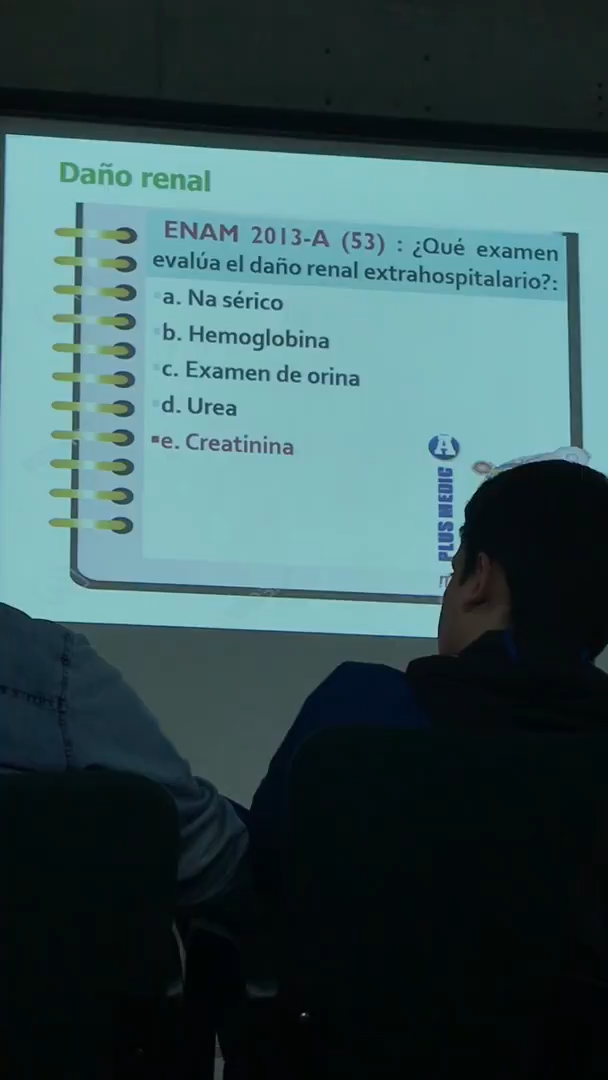 Daño renal
ENAM 2013-A (53) : ¿Qué examen
evalúa el daño renal extrahospitalario?:
a. Na sérico
b. Hemoglobina
c. Examen de orina
d. Urea
e. Creatinina
PLUS MEDIC A